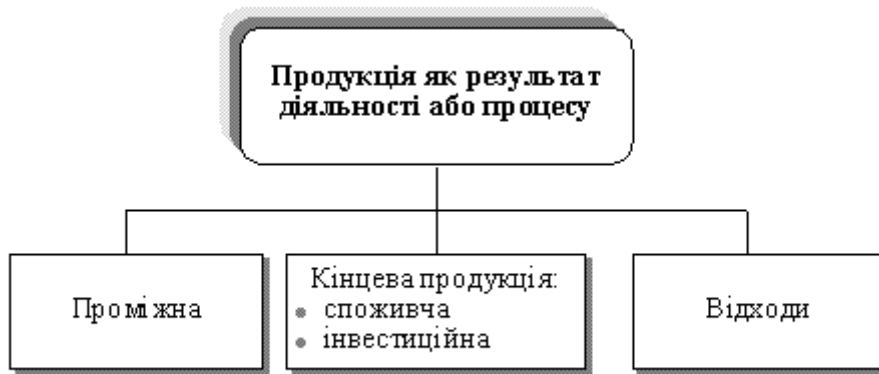 Продукція як результат
діяльності або процесу
Проміжна
Кінцева продукція:
• споживча
• інвестиційна
Відходи